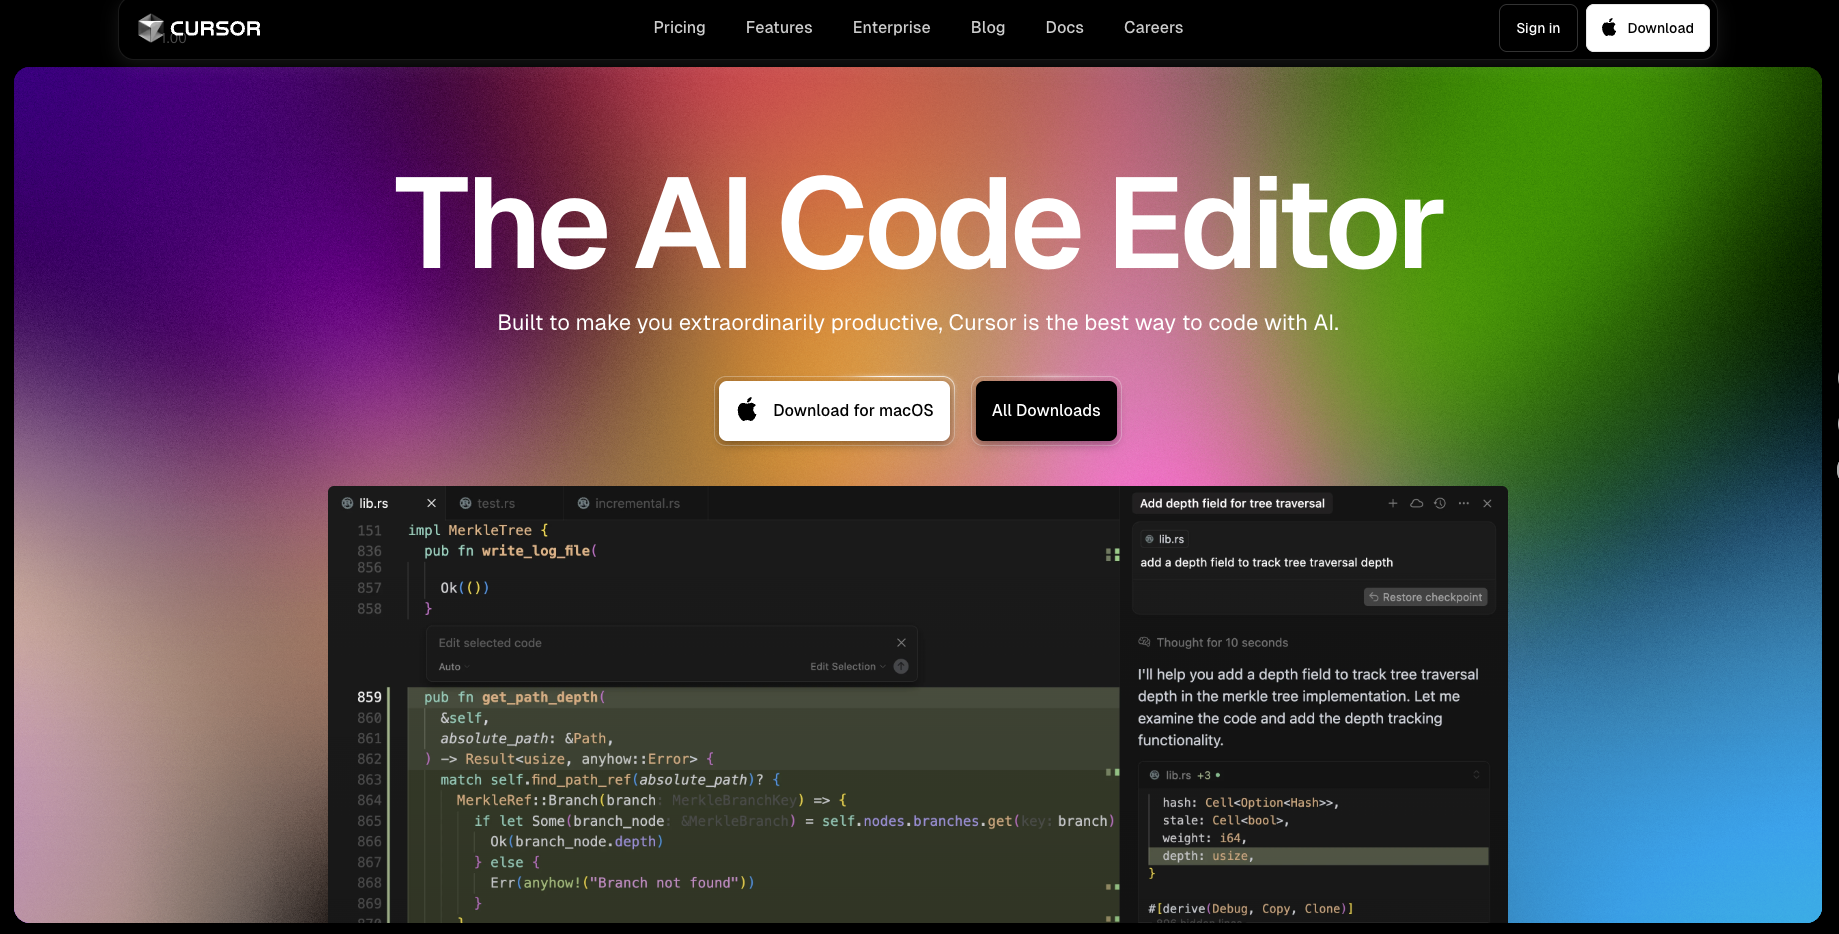 CURSOR
1.00
Pricing
Features
Enterprise
Blog
Docs
Careers
Sign in
Download
The AI Code Editor
Built to make you extraordinarily productive, Cursor is the best way to code with AI.
Download for macOS
All Downloads
lib.rs
test.rs
incremental.rs
151 impl MerkleTree {
836 pub fn write_log_file(
856
857 Ok(())
858 }
Edit selected code
Auto
Edit Selection
859 pub fn get_path_depth(
860 &self,
861 absolute_path: &Path,
862 ) -> Result<usize, anyhow::Error> {
863 match self.find_path_ref(absolute_path)? {
864 MerkleRef::Branch(branch: MerkleBranchKey) => {
865 if let Some(branch_node: &MerkleBranch) = self.nodes.branches.get(key: branch)
866 Ok(branch_node.depth)
867 } else {
868 Err(anyhow!("Branch not found"))
869 }
870 }
Add depth field for tree traversal
lib.rs
add a depth field to track tree traversal depth
Restore checkpoint
Thought for 10 seconds
I'll help you add a depth field to track tree traversal
depth in the merkle tree implementation. Let me
examine the code and add the depth tracking
functionality.
lib.rs +3
hash: Cell<Option<Hash>>,
stale: Cell<bool>,
weight: i64,
depth: usize,
}
#[derive(Debug, Copy, Clone)]